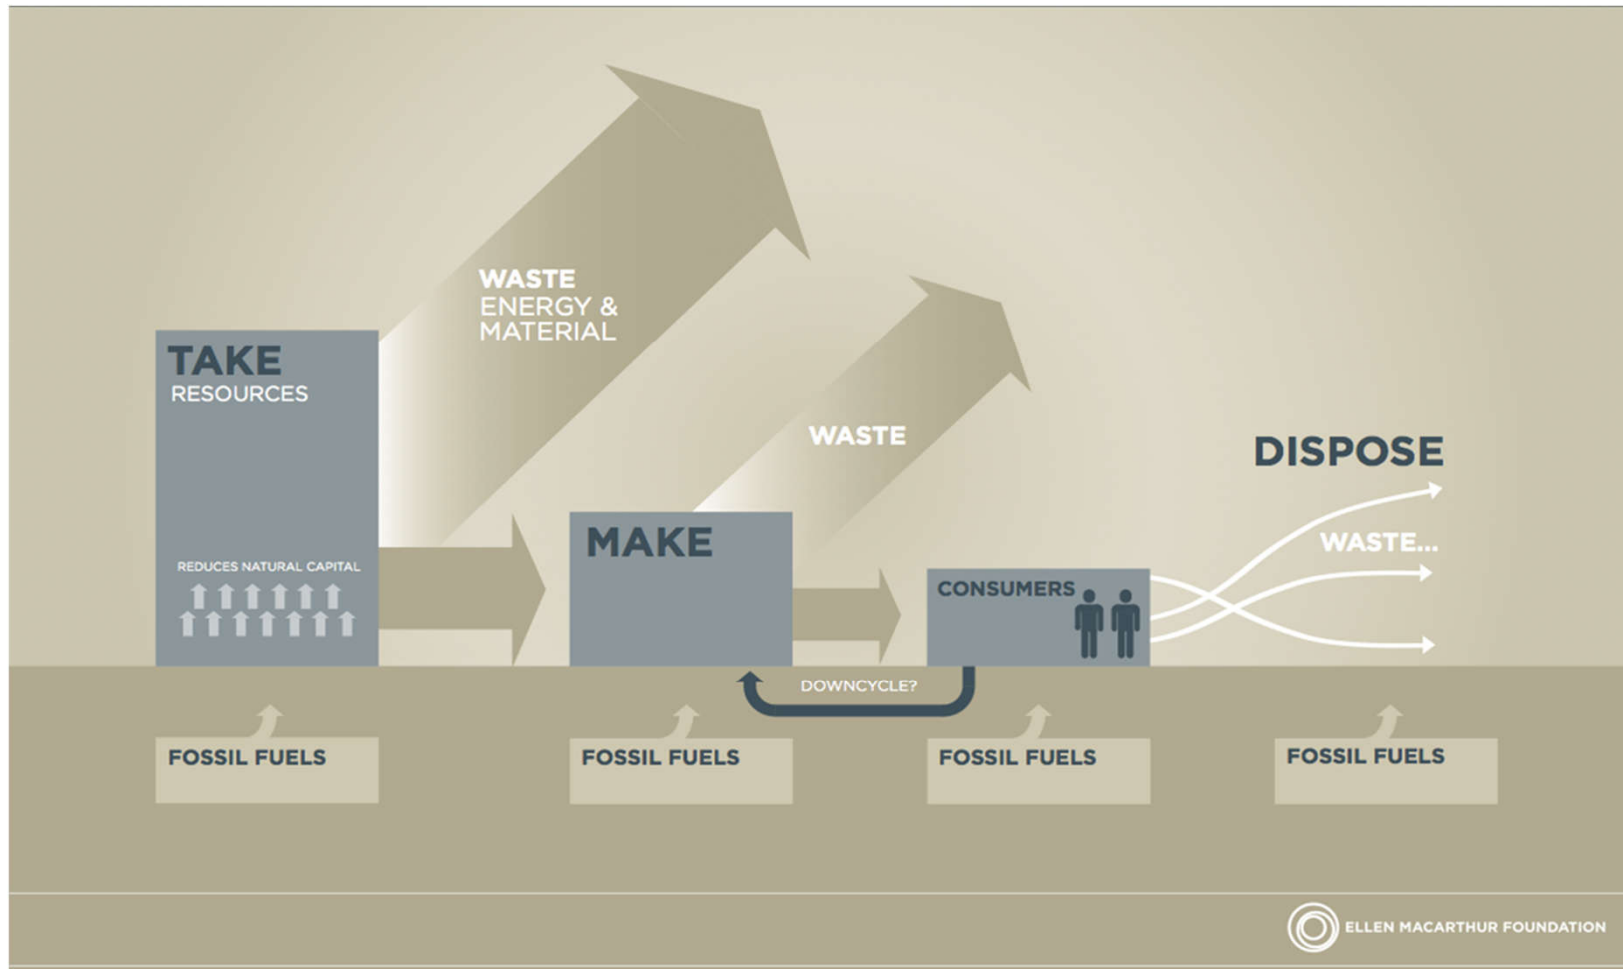 TAKE
RESOURCES
REDUCES NATURAL CAPITAL
WASTE
ENERGY &
MATERIAL
MAKE
WASTE
CONSUMERS
DISPOSE
WASTE...
DOWNCYCLE?
FOSSIL FUELS
FOSSIL FUELS
FOSSIL FUELS
FOSSIL FUELS
ELLEN MACARTHUR FOUNDATION